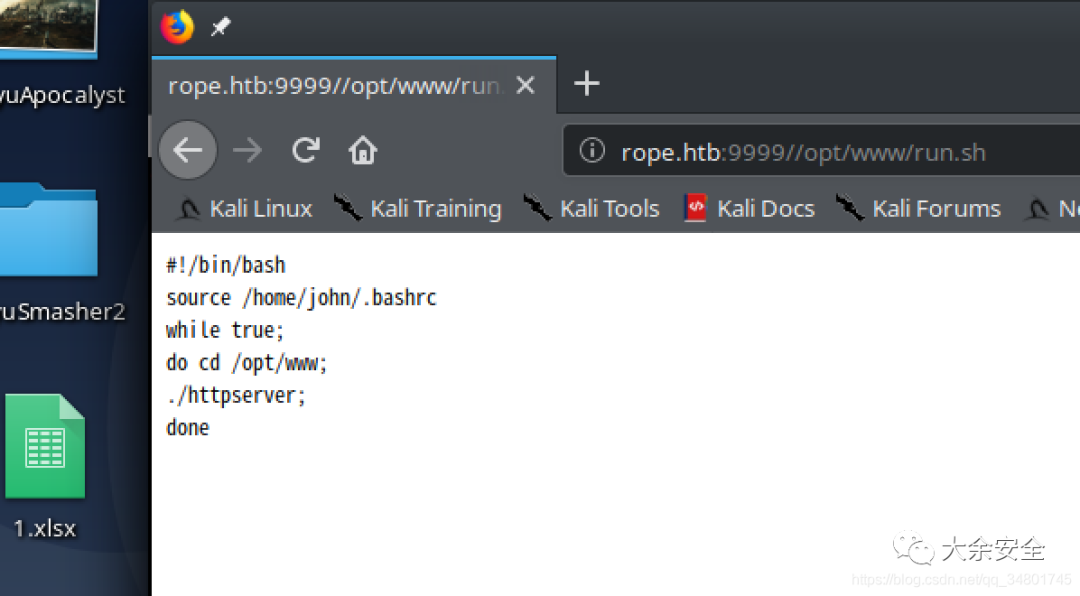 yuApocalyst
uSmasher2
1.xlsx
rope.htb:9999//opt/www/run.
rope.htb:9999//opt/www/run.sh
Kali Linux Kali Training Kali Tools Kali Docs Kali Forums Ne
#!/bin/bash
source /home/john/.bashrc
while true;
do cd /opt/www;
./httpserver;
done
大余安全
https://blog.csdn.net/qq_34801745